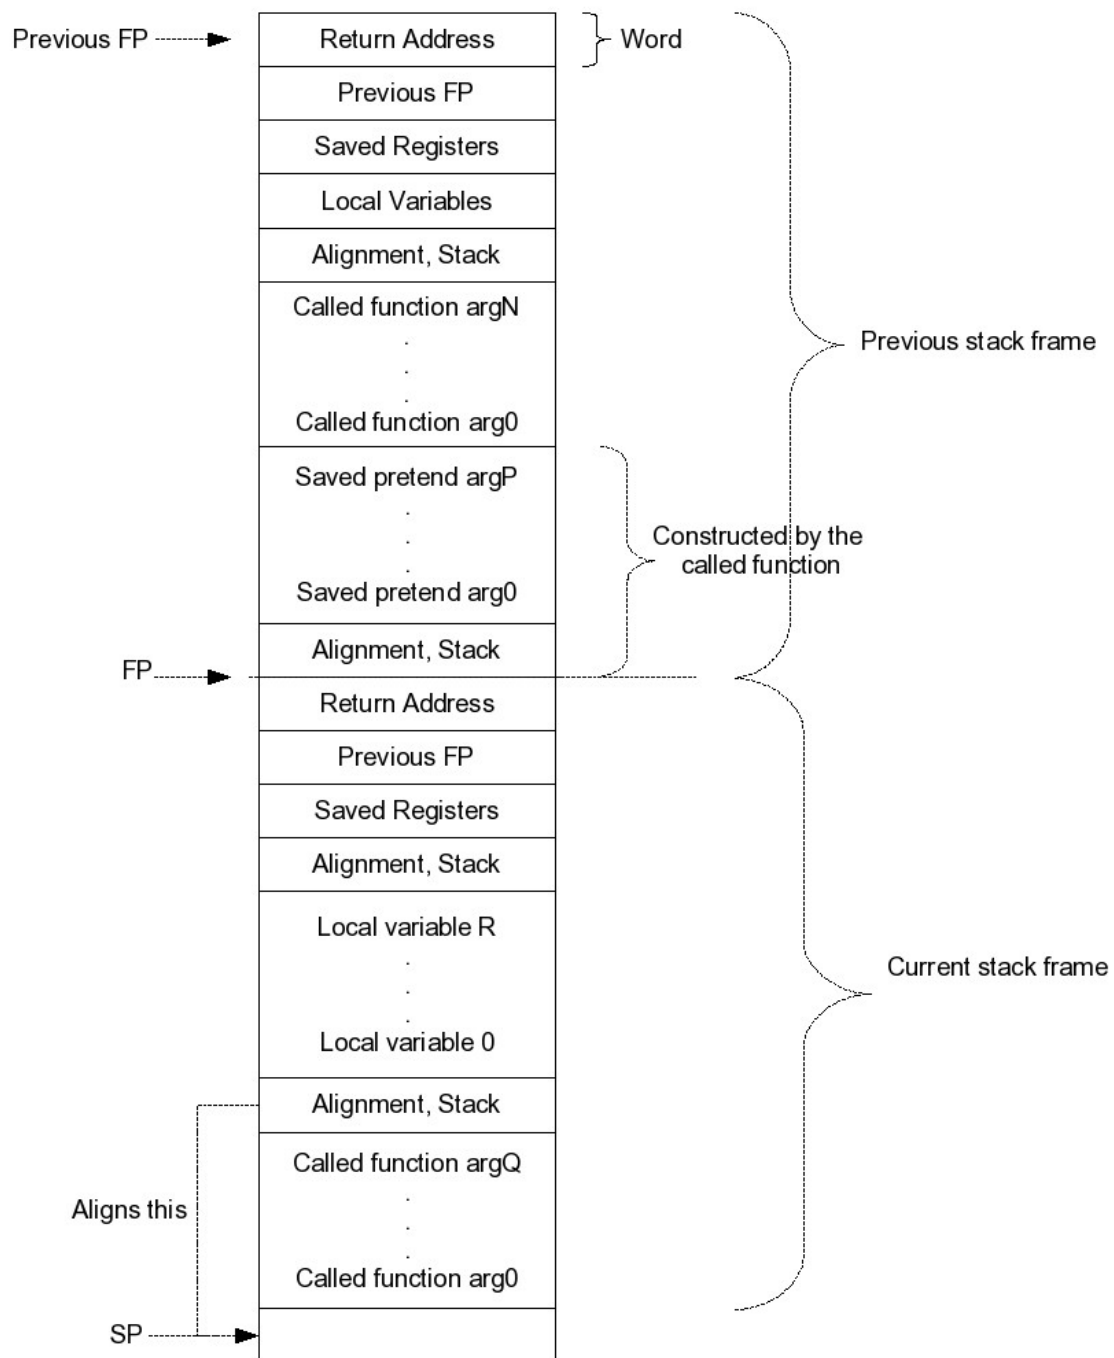 Previous FP
Return Address
Word
Previous FP
Saved Registers
Local Variables
Alignment, Stack
Called function argN
.
.
.
Called function arg0
Previous stack frame
Saved pretend argP
.
.
.
Saved pretend arg0
Constructed by the
called function
Alignment, Stack
FP
Return Address
Previous FP
Saved Registers
Alignment, Stack
Local variable R
.
.
.
Local variable 0
Current stack frame
Alignment, Stack
Called function argQ
.
.
.
Called function arg0
Aligns this
SP